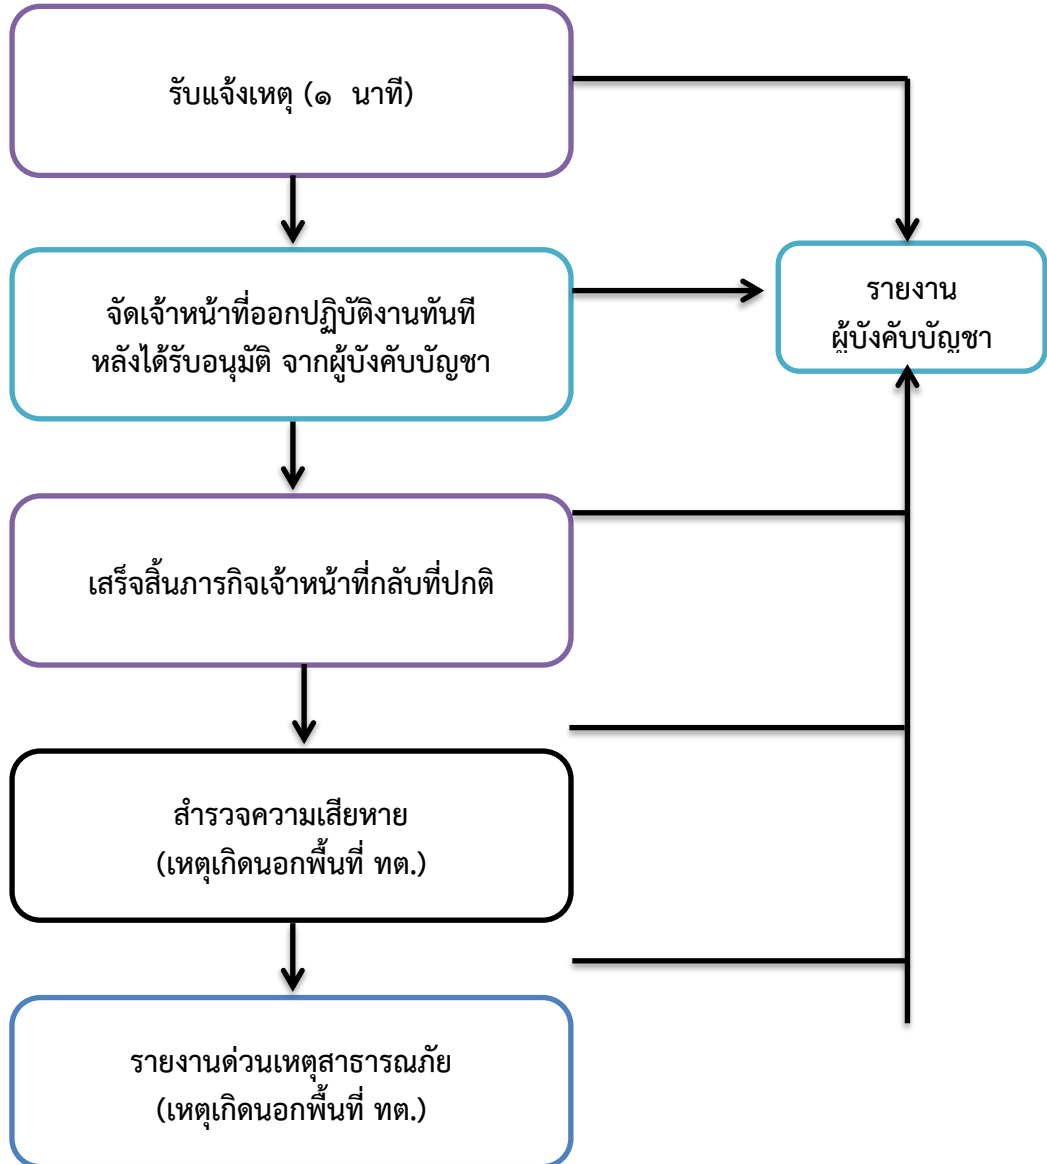 รับแจ้งเหตุ (๑ นาที)
จัดเจ้าหน้าที่ออกปฏิบัติงานทันที
หลังได้รับอนุมัติ จากผู้บังคับบัญชา
รายงาน
ผู้บังคับบัญชา
เสร็จสิ้นภารกิจเจ้าหน้าที่กลับที่ปกติ
สำรวจความเสียหาย
(เหตุเกิดนอกพื้นที่ ทต.)
รายงานด่วนเหตุสาธารณภัย
(เหตุเกิดนอกพื้นที่ ทต.)